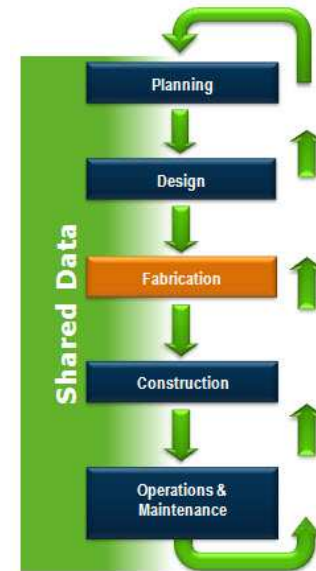 Planning
Design
Fabrication
Construction
Operations &
Maintenance
Shared Data